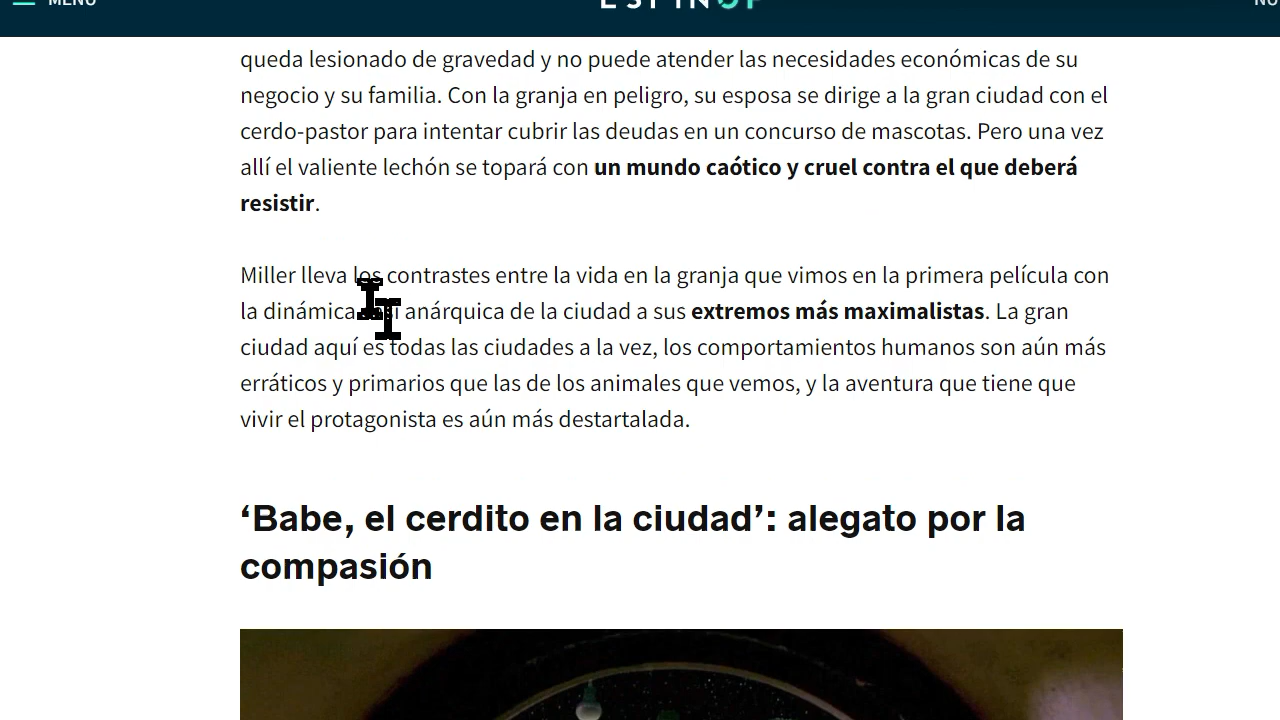 MENÚ
ESPINOF
NO
queda lesionado de gravedad y no puede atender las necesidades económicas de su
negocio y su familia. Con la granja en peligro, su esposa se dirige a la gran ciudad con el
cerdo-pastor para intentar cubrir las deudas en un concurso de mascotas. Pero una vez
allí el valiente lechón se topará con un mundo caótico y cruel contra el que deberá
resistir.
Miller lleva los contrastes entre la vida en la granja que vimos en la primera película con
la dinámica casi anárquica de la ciudad a sus extremos más maximalistas. La gran
ciudad aquí es todas las ciudades a la vez, los comportamientos humanos son aún más
erráticos y primarios que las de los animales que vemos, y la aventura que tiene que
vivir el protagonista es aún más destartalada.
‘Babe, el cerdito en la ciudad’: alegato por la
compasión